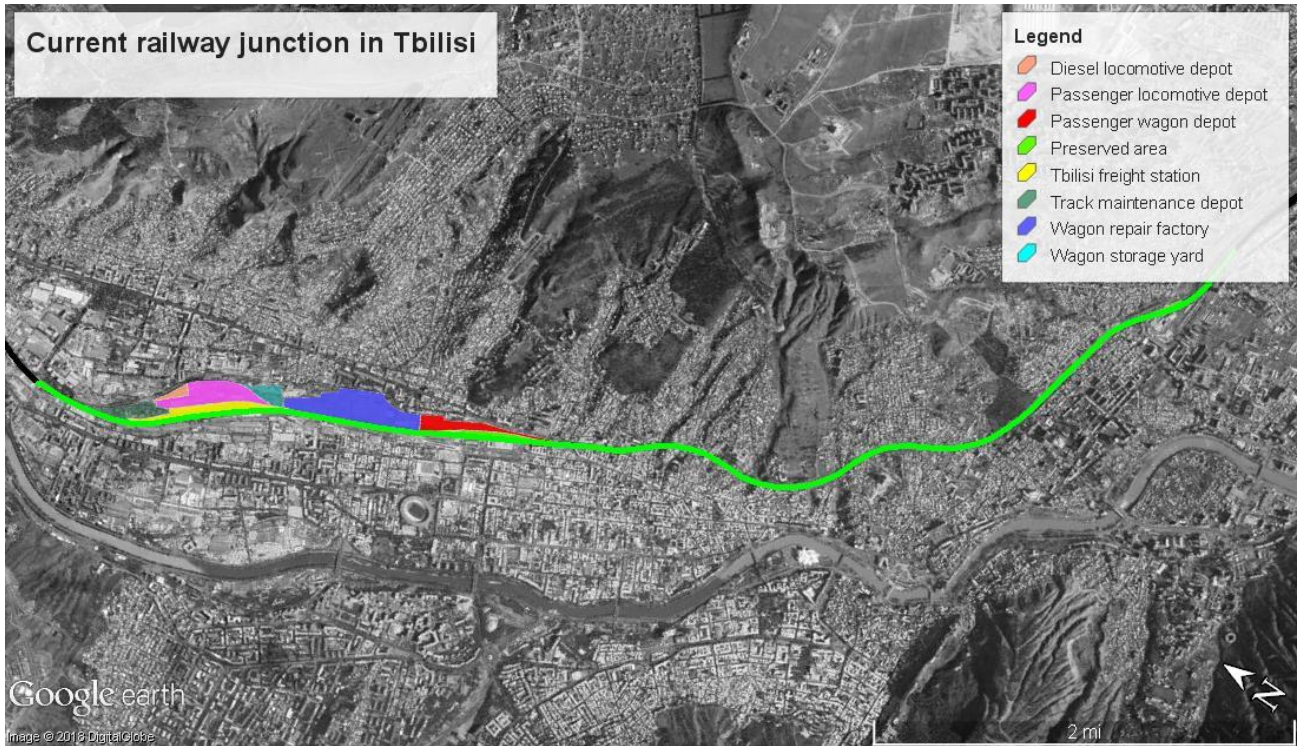 Current railway junction in Tbilisi
Legend
Diesel locomotive depot
Passenger locomotive depot
Passenger wagon depot
Preserved area
Tbilisi freight station
Track maintenance depot
Wagon repair factory
Wagon storage yard
Google earth
Image © 2018 DigitalGlobe
2 mi
N